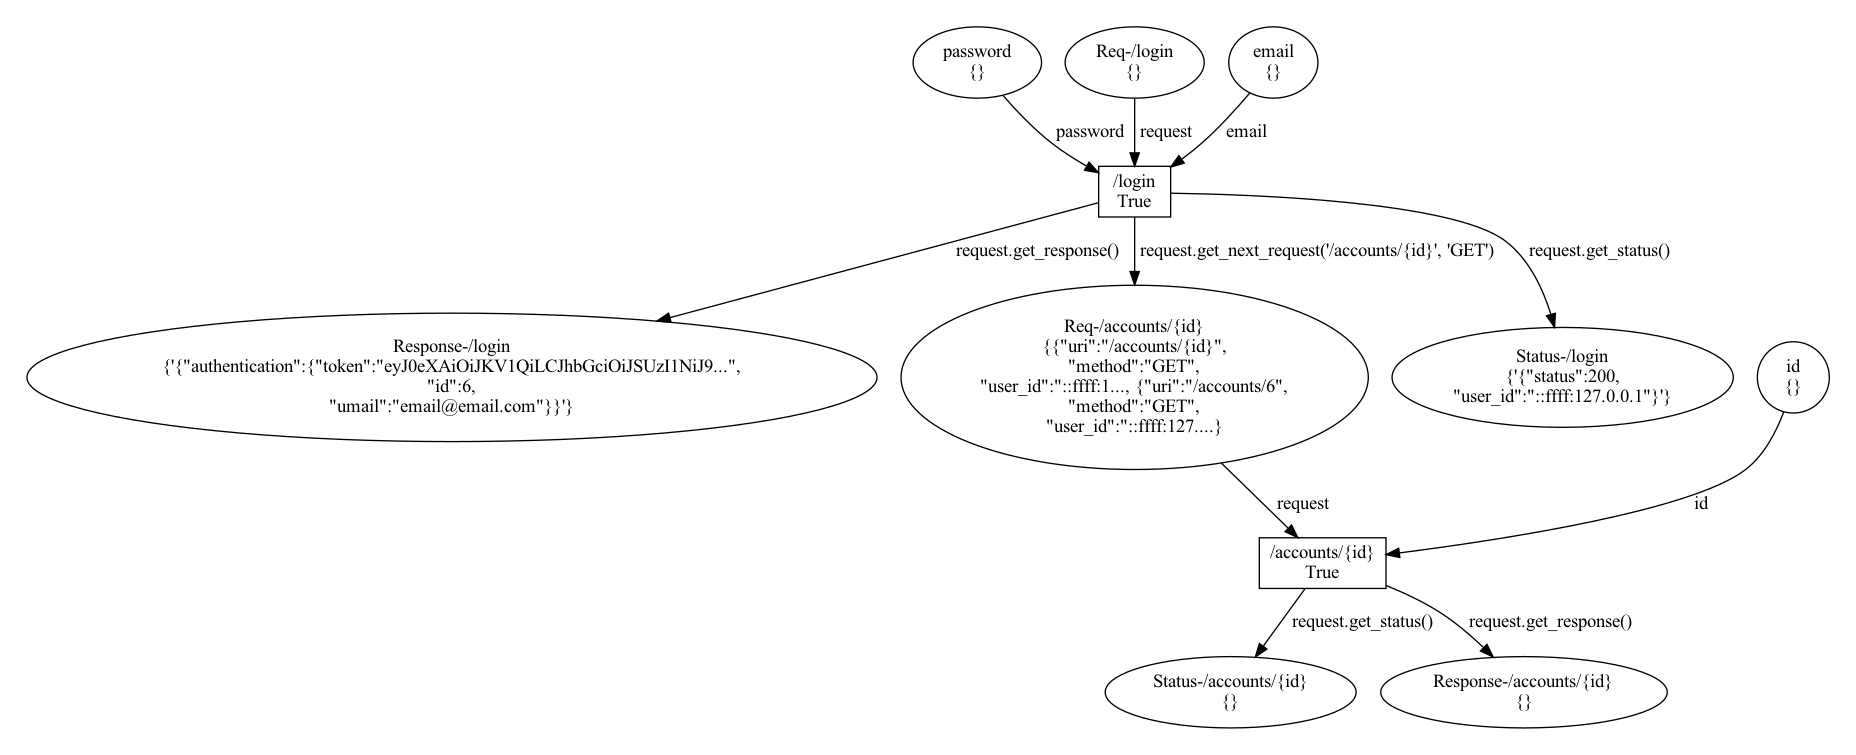 password
{}
Req-/login
{}
email
{}
password
request
email
/login
True
request.get_response()
request.get_next_request('/accounts/{id}', 'GET')
request.get_status()
Response-/login
{'{"authentication":{"token":"eyJ0eXAiOiJKV1QiLCJhbGciOiJSUzI1NiJ9...",
"id":6,
"umail":"email@email.com"}}'}
Req-/accounts/{id}
{{"uri":"/accounts/{id}",
"method":"GET",
"user_id":"::ffff:1..., {"uri":"/accounts/6",
"method":"GET",
"user_id":"::ffff:127....}
Status-/login
{'{"status":200,
"user_id":"::ffff:127.0.0.1"}'}
id
{}
request
id
/accounts/{id}
True
request.get_status()
request.get_response()
Status-/accounts/{id}
{}
Response-/accounts/{id}
{}